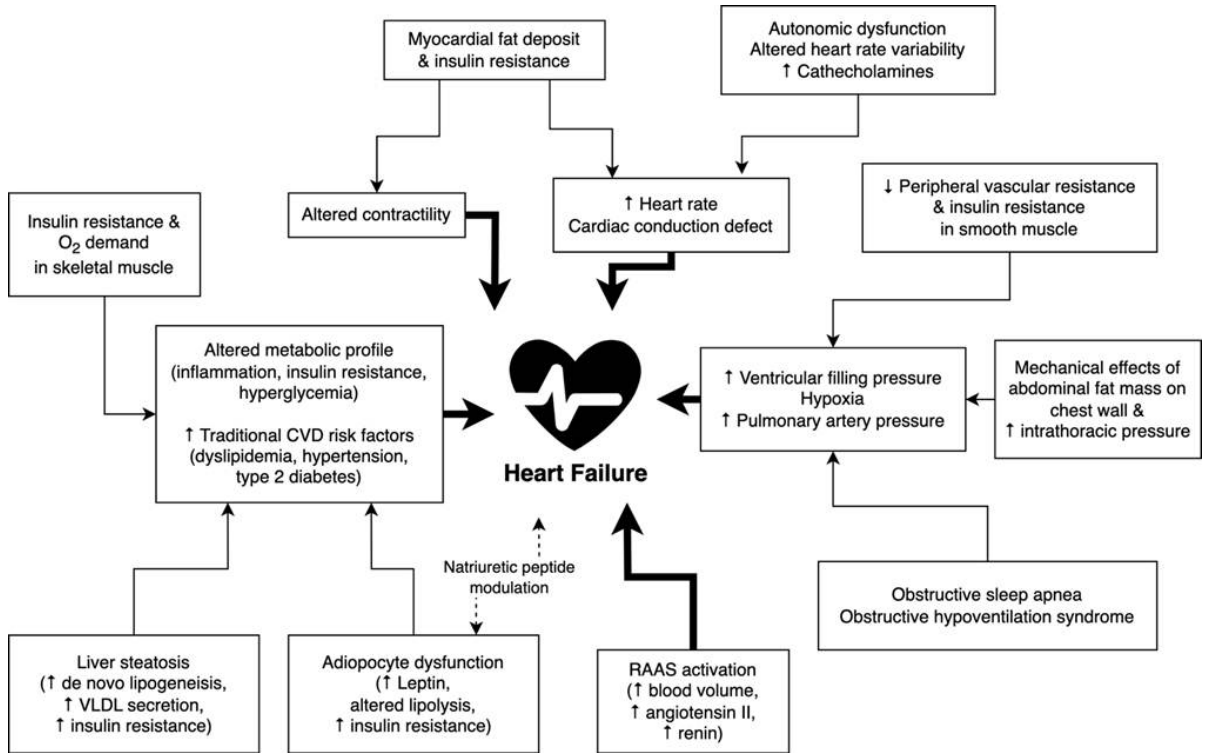 Myocardial fat deposit
& insulin resistance
Autonomic dysfunction
Altered heart rate variability
↑ Cathecholamines
Insulin resistance &
O₂ demand
in skeletal muscle
Altered contractility
↑ Heart rate
Cardiac conduction defect
↓ Peripheral vascular resistance
& insulin resistance
in smooth muscle
Altered metabolic profile
(inflammation, insulin resistance,
hyperglycemia)
↑ Traditional CVD risk factors
(dyslipidemia, hypertension,
type 2 diabetes)
Heart Failure
↑ Ventricular filling pressure
Hypoxia
↑ Pulmonary artery pressure
Mechanical effects of
abdominal fat mass on
chest wall &
↑ intrathoracic pressure
Natriuretic peptide
modulation
Obstructive sleep apnea
Obstructive hypoventilation syndrome
Liver steatosis
(↑ de novo lipogeneisis,
↑ VLDL secretion,
↑ insulin resistance)
Adiopocyte dysfunction
(↑ Leptin,
altered lipolysis,
↑ insulin resistance)
RAAS activation
(↑ blood volume,
↑ angiotensin II,
↑ renin)